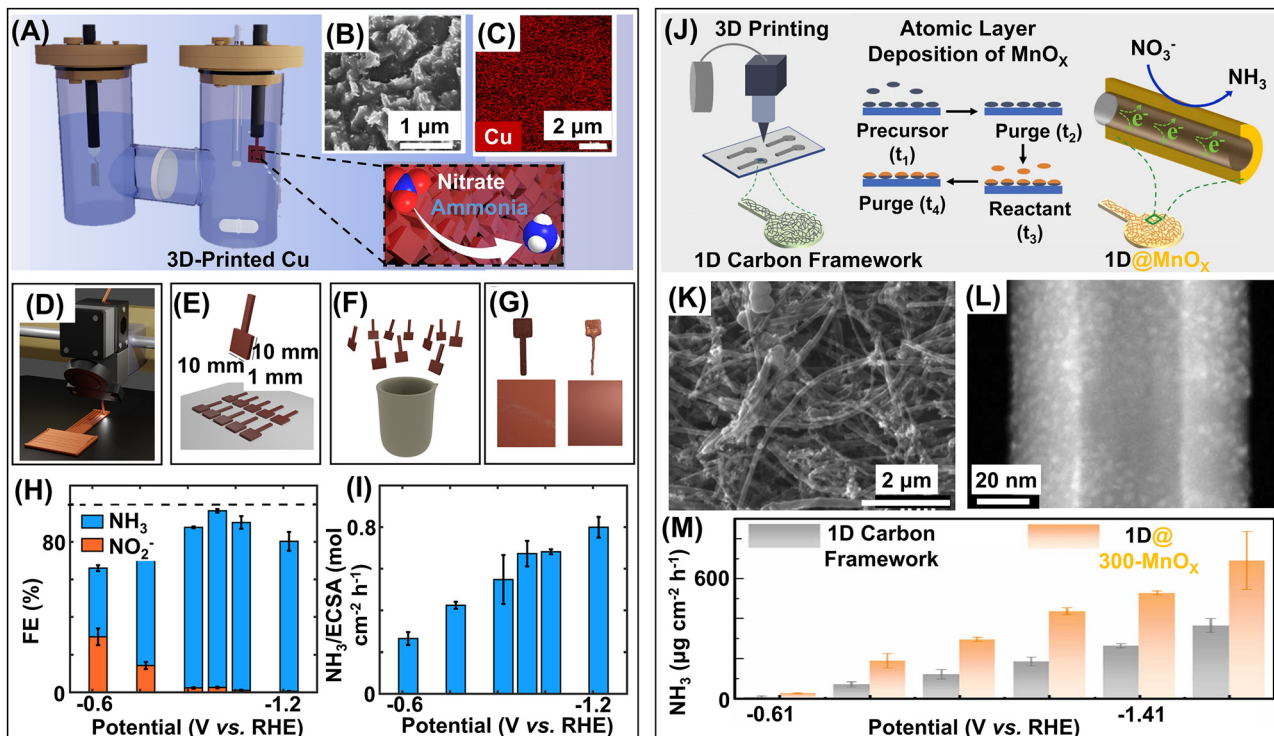 (A)
3D-Printed Cu
(B)
1 µm
(C)
Cu
2 µm
Nitrate
Ammonia
(D)
(E)
10 mm
10 mm
1 mm
(F)
(G)
(H)
NH₃
NO₂⁻
80
0
FE (%)
-0.6
-1.2
Potential (V vs. RHE)
(I)
0.8
0
NH₃/ECSA (mol
cm⁻² h⁻¹)
-0.6
-1.2
Potential (V vs. RHE)
(J)
3D Printing
1D Carbon Framework
Atomic Layer
Deposition of MnOₓ
Precursor
(t₁)
Purge (t₂)
Purge (t₄)
Reactant
(t₃)
NO₃⁻
NH₃
e⁻
e⁻
e⁻
1D@MnOₓ
(K)
2 µm
(L)
20 nm
(M)
1D Carbon
Framework
1D@
300-MnOₓ
600
0
NH₃ (µg cm⁻² h⁻¹)
-0.61
-1.41
Potential (V vs. RHE)